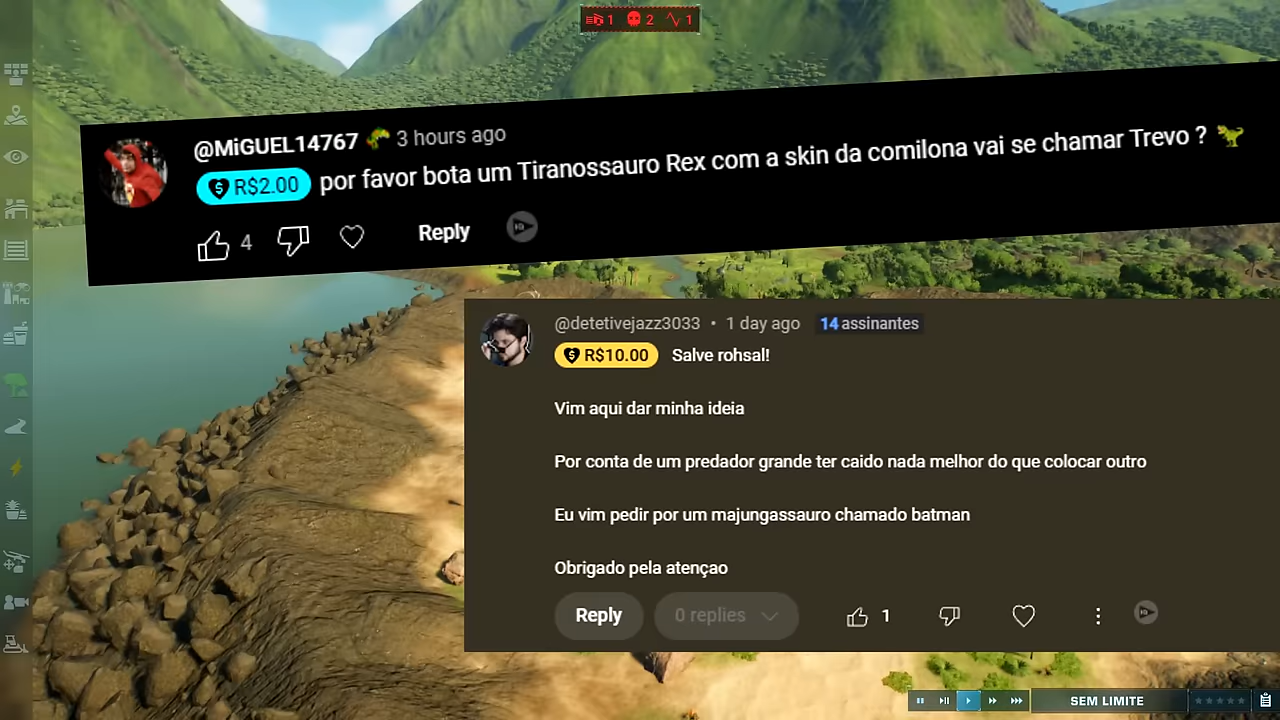 1 2 1
@MiGUEL14767 3 hours ago
R$2.00 por favor bota um Tiranossauro Rex com a skin da comilona vai se chamar Trevo ?
4 Reply
@detetivejazz3033 • 1 day ago 14 assinantes
R$10.00 Salve rohsal!
Vim aqui dar minha ideia
Por conta de um predador grande ter caido nada melhor do que colocar outro
Eu vim pedir por um majungassauro chamado batman
Obrigado pela atençao
Reply 0 replies 1
SEM LIMITE